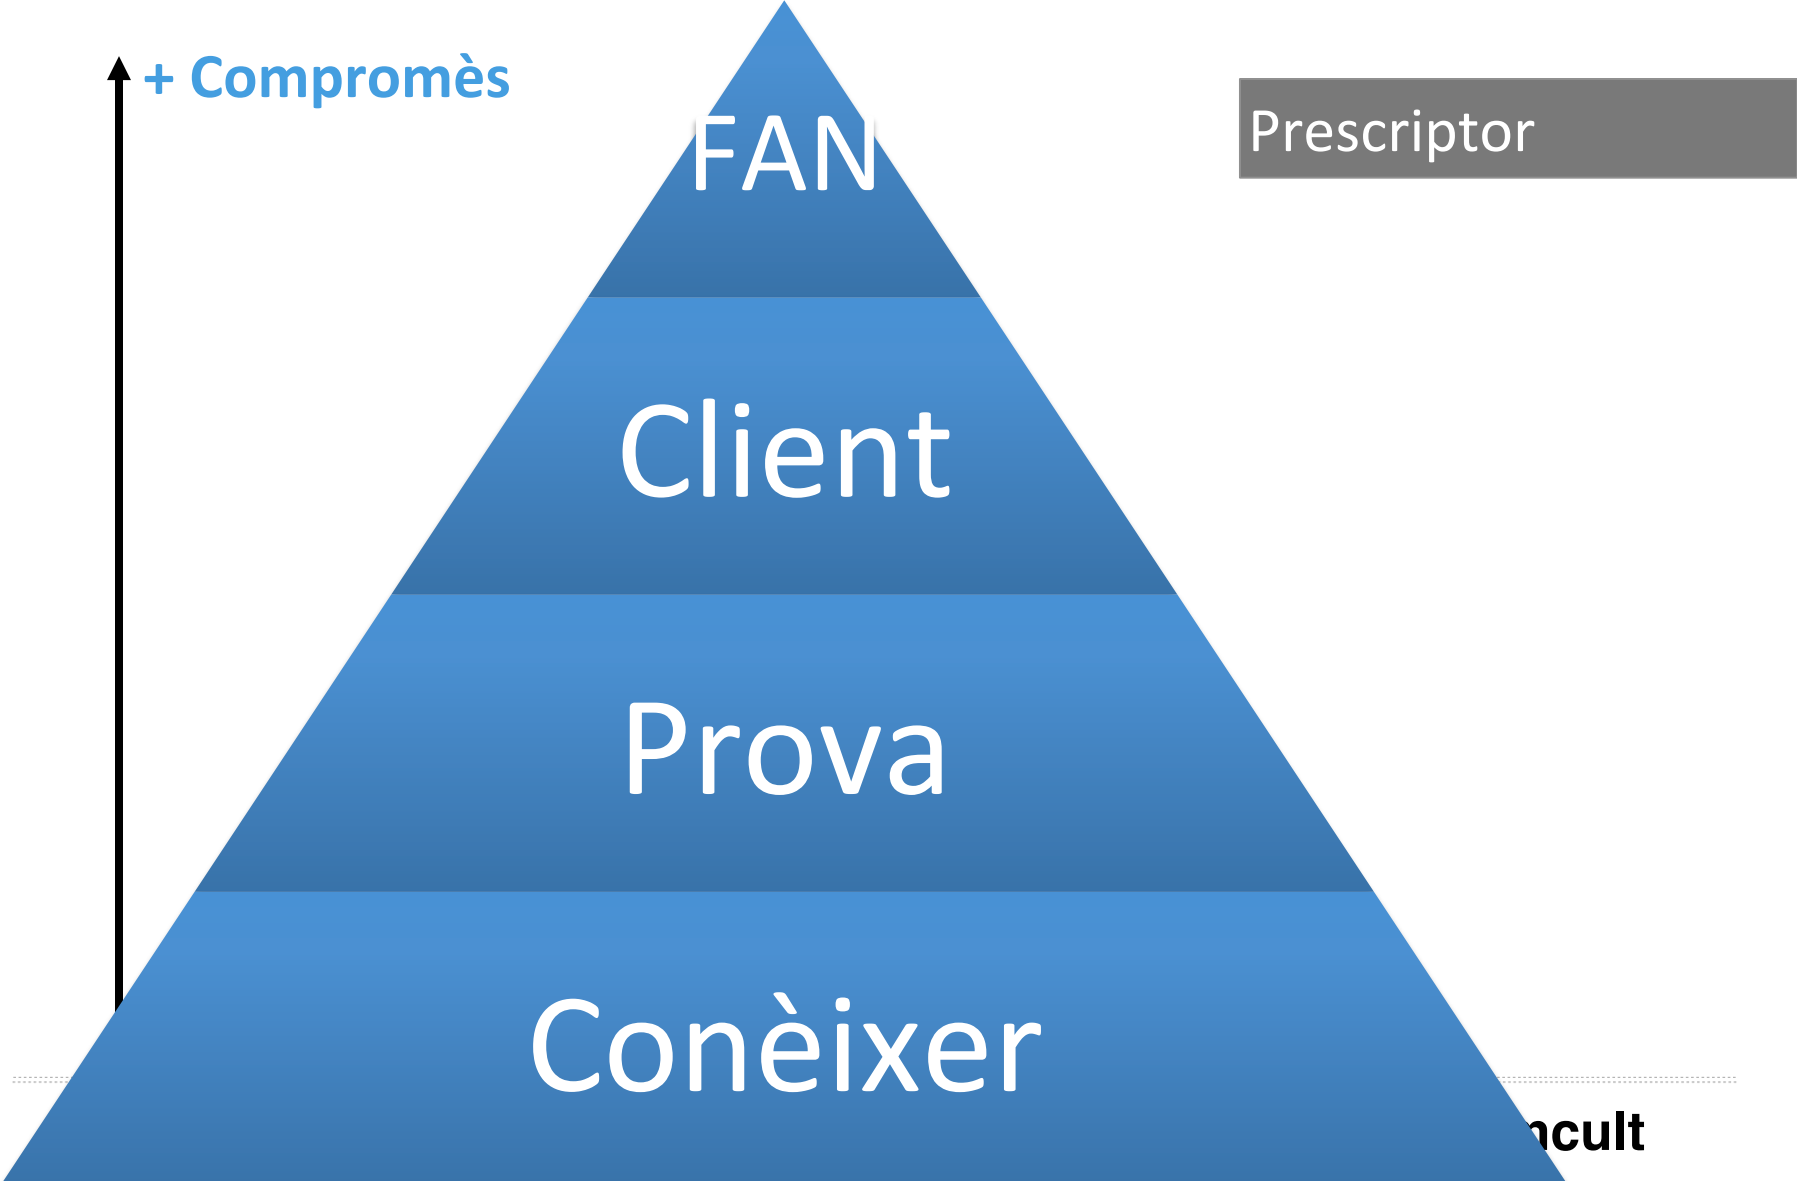 + Compromès
FAN
Prescriptor
Client
Prova
Conèixer